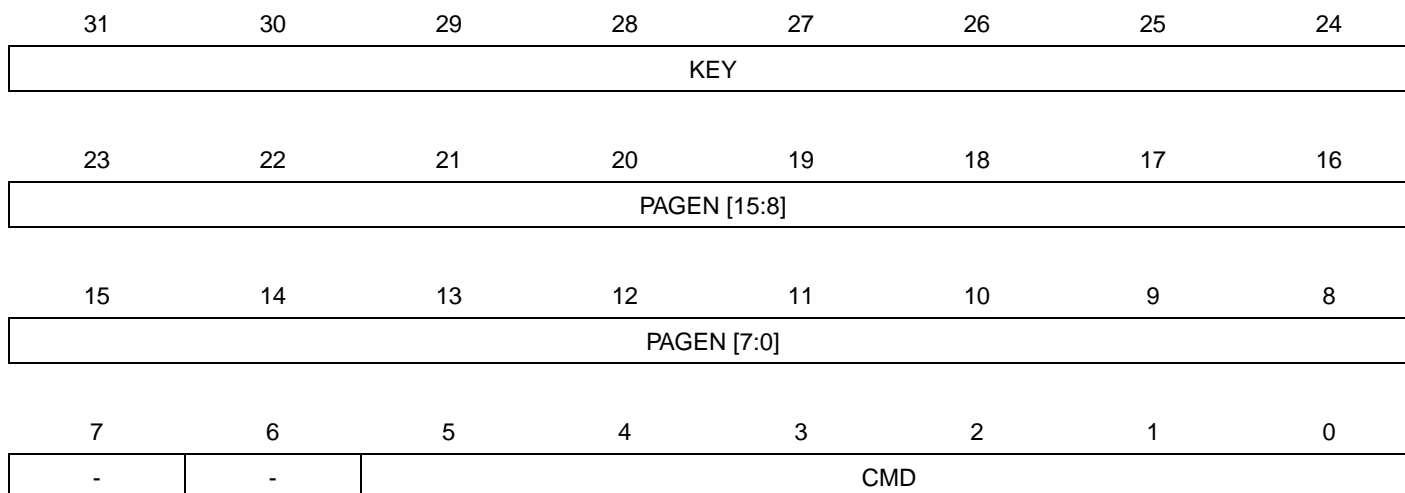 31 30 29 28 27 26 25 24
KEY
23 22 21 20 19 18 17 16
PAGEN [15:8]
15 14 13 12 11 10 9 8
PAGEN [7:0]
7 6 5 4 3 2 1 0
- - CMD